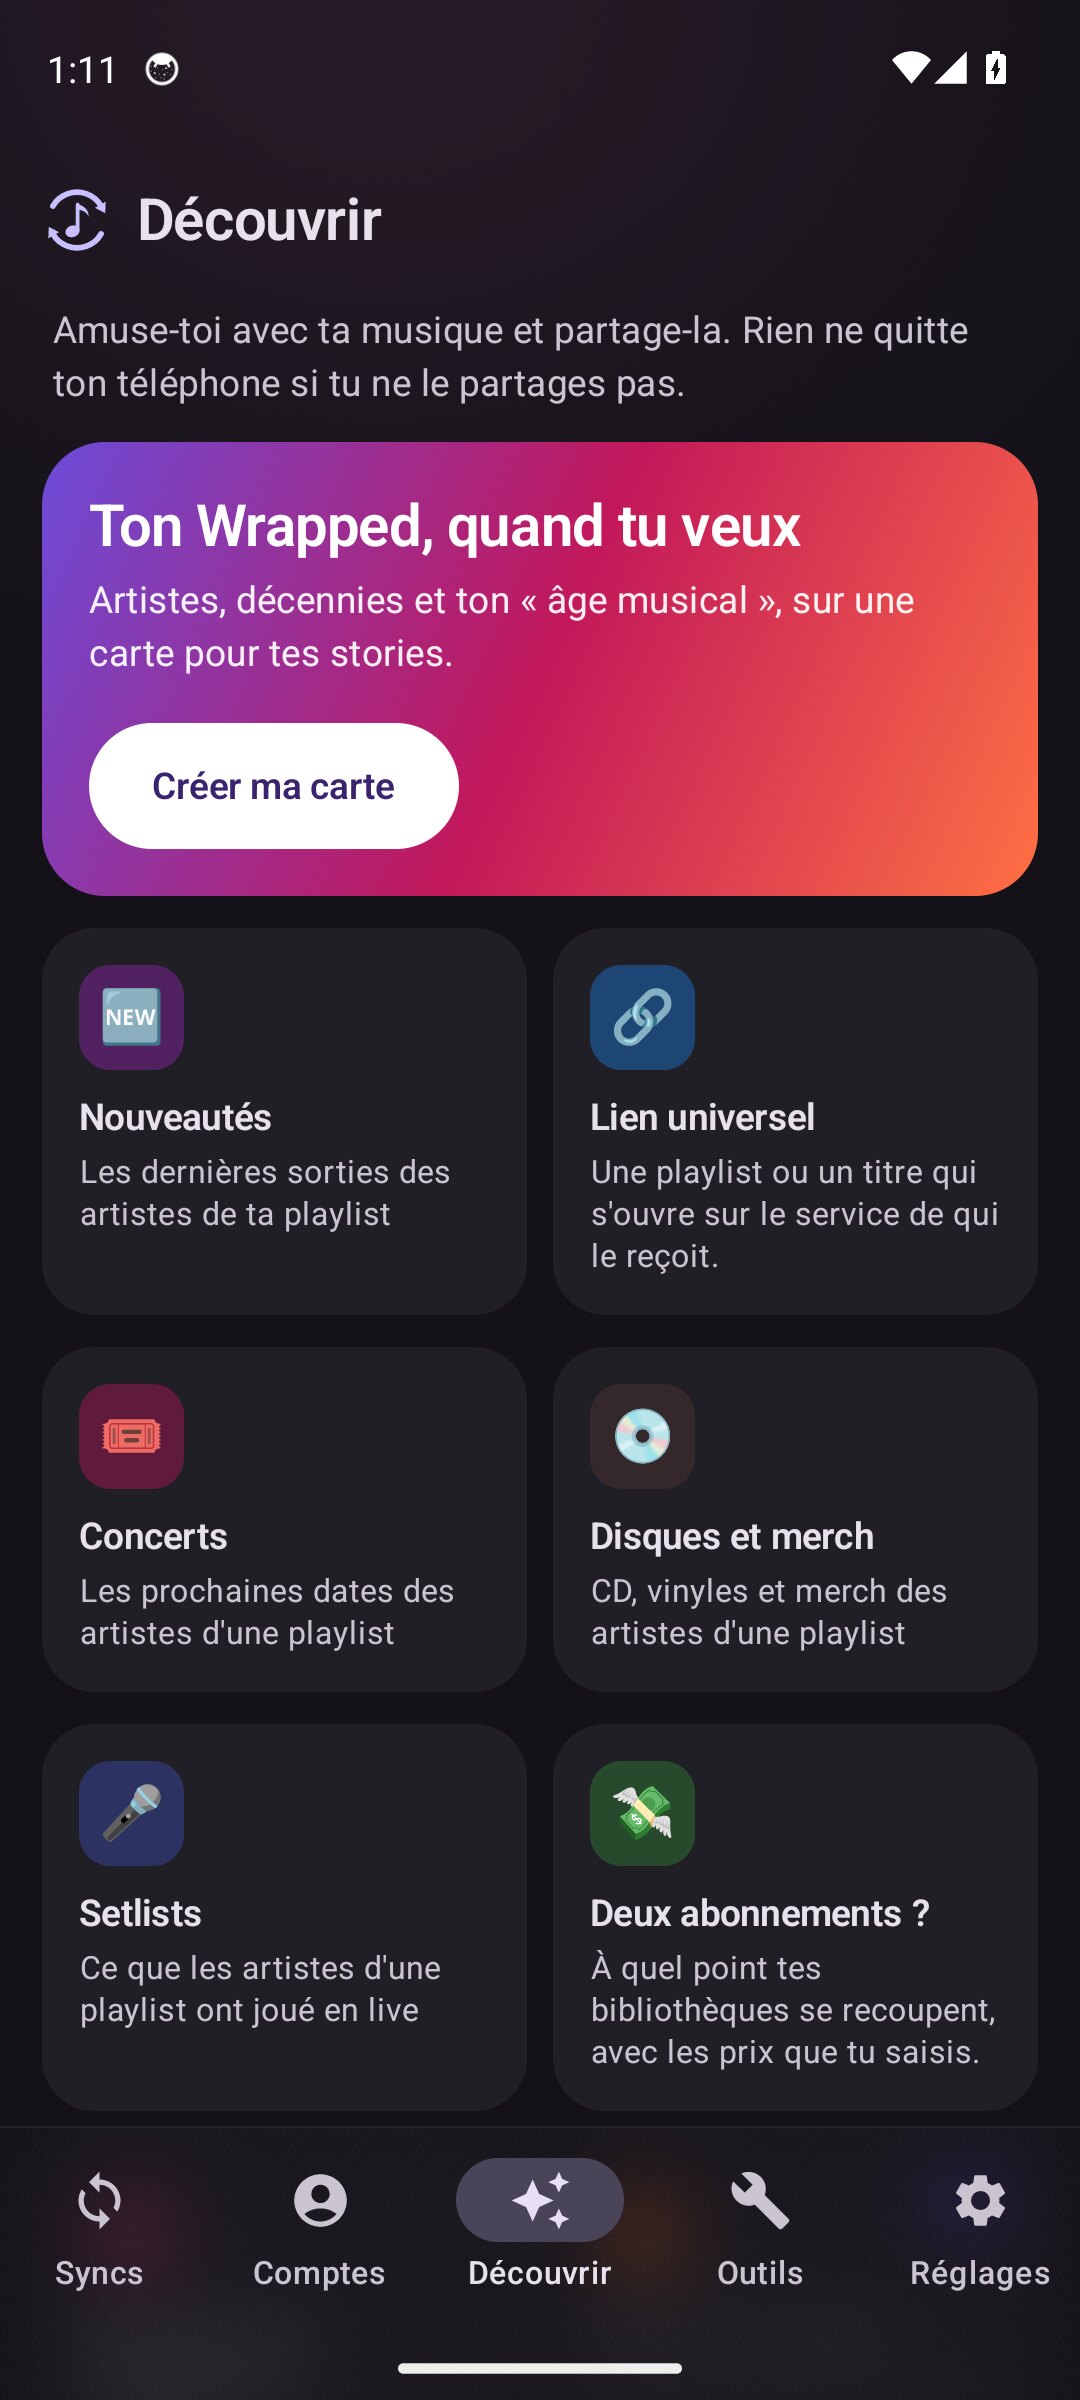 1:11
Découvrir
Amuse-toi avec ta musique et partage-la. Rien ne quitte
ton téléphone si tu ne le partages pas.
Ton Wrapped, quand tu veux
Artistes, décennies et ton « âge musical », sur une
carte pour tes stories.
Créer ma carte
NEW
Nouveautés
Les dernières sorties des
artistes de ta playlist
Lien universel
Une playlist ou un titre qui
s'ouvre sur le service de qui
le reçoit.
Concerts
Les prochaines dates des
artistes d'une playlist
Disques et merch
CD, vinyles et merch des
artistes d'une playlist
Setlists
Ce que les artistes d'une
playlist ont joué en live
Deux abonnements ?
À quel point tes
bibliothèques se recoupent,
avec les prix que tu saisis.
Syncs
Comptes
Découvrir
Outils
Réglages